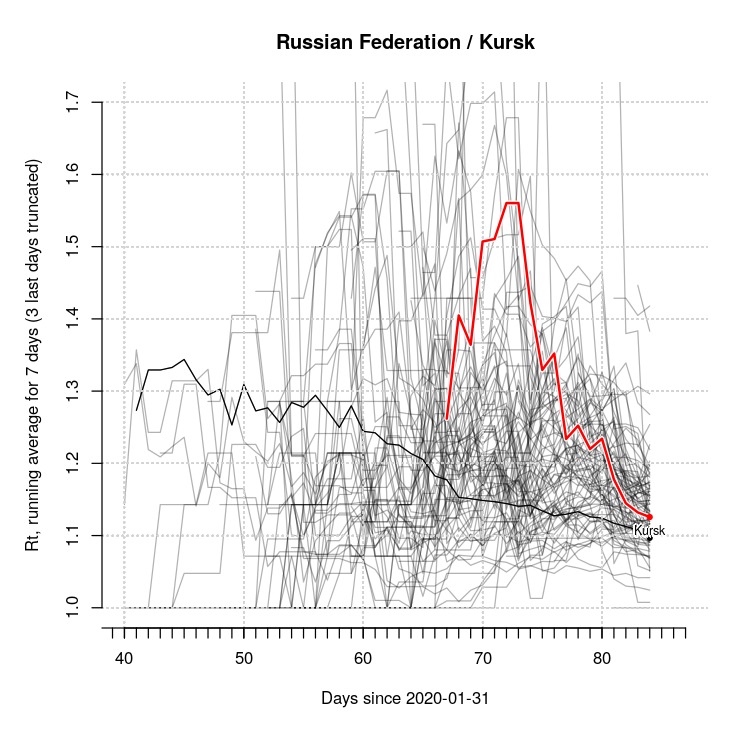 Russian Federation / Kursk
Rt, running average for 7 days (3 last days truncated)
1.7
1.6
1.5
1.4
1.3
1.2
1.1
1.0
Kursk
40 50 60 70 80
Days since 2020-01-31